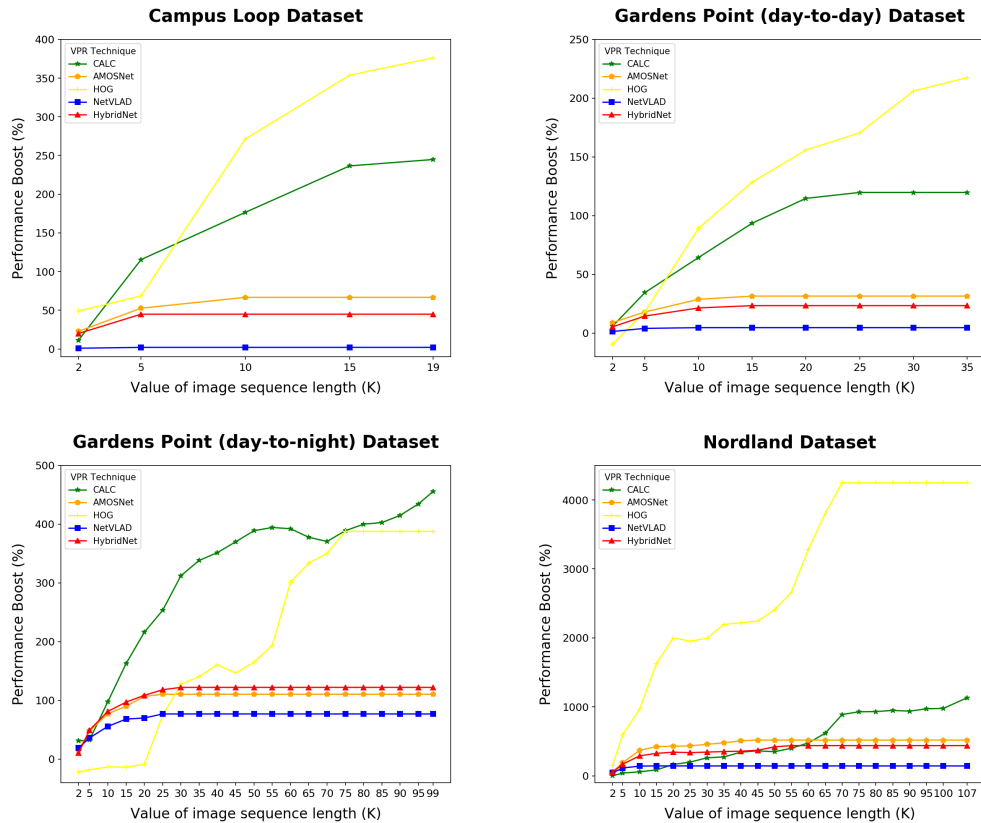 Campus Loop Dataset
400
350
300
250
200
150
100
50
0
Performance Boost (%)
VPR Technique
CALC
AMOSNet
HOG
NetVLAD
HybridNet
2 5 10 15 19
Value of image sequence length (K)
Gardens Point (day-to-day) Dataset
250
200
150
100
50
0
Performance Boost (%)
VPR Technique
CALC
AMOSNet
HOG
NetVLAD
HybridNet
2 5 10 15 20 25 30 35
Value of image sequence length (K)
Gardens Point (day-to-night) Dataset
500
400
300
200
100
0
Performance Boost (%)
VPR Technique
CALC
AMOSNet
HOG
NetVLAD
HybridNet
2 5 10 15 20 25 30 35 40 45 50 55 60 65 70 75 80 85 90 95 99
Value of image sequence length (K)
Nordland Dataset
4000
3000
2000
1000
0
Performance Boost (%)
VPR Technique
CALC
AMOSNet
HOG
NetVLAD
HybridNet
2 5 10 15 20 25 30 35 40 45 50 55 60 65 70 75 80 85 90 95 100 107
Value of image sequence length (K)